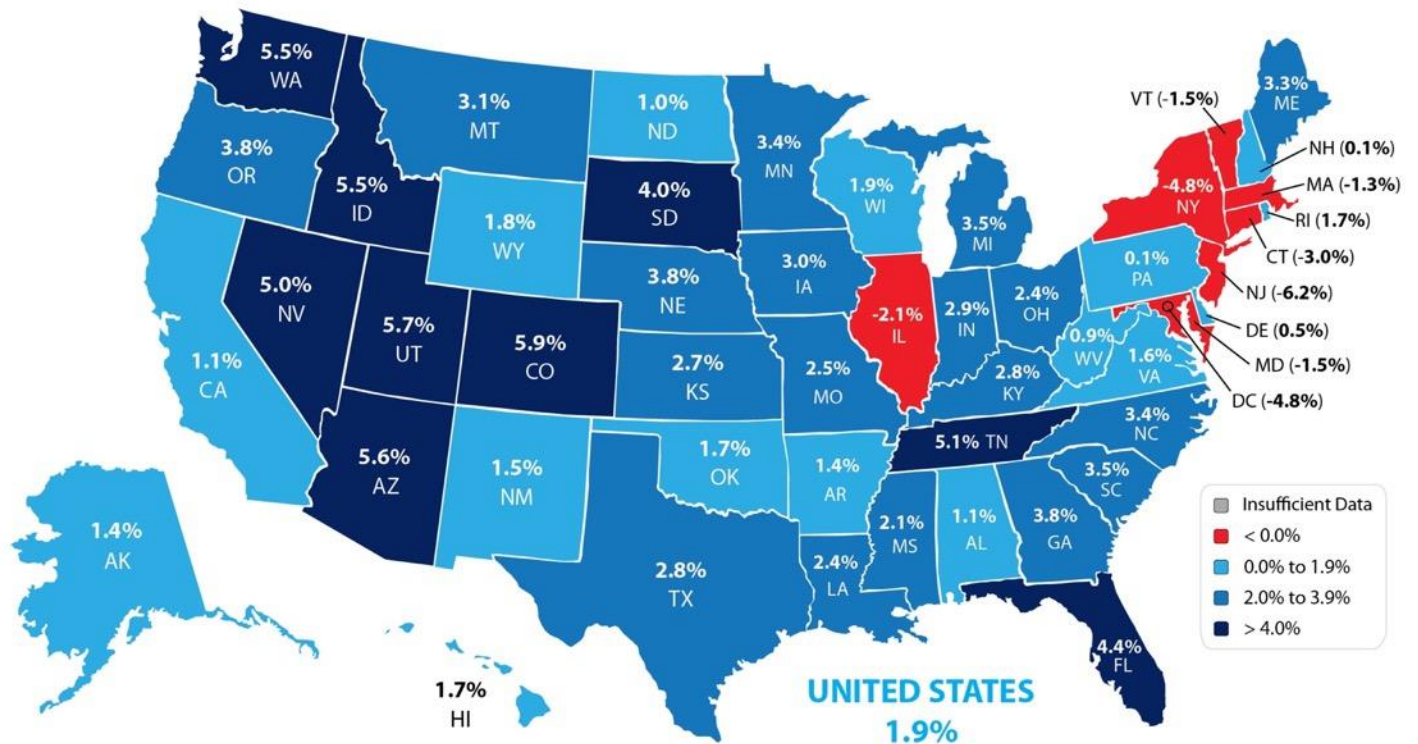 5.5%
WA
3.8%
OR
5.5%
ID
3.1%
MT
1.0%
ND
4.0%
SD
1.8%
WY
5.0%
NV
5.7%
UT
5.9%
CO
1.1%
CA
5.6%
AZ
1.5%
NM
3.8%
NE
2.7%
KS
1.7%
OK
2.8%
TX
3.4%
MN
3.0%
IA
2.5%
MO
1.4%
AR
2.4%
LA
1.9%
WI
3.5%
MI
-2.1%
IL
2.9%
IN
2.4%
OH
2.8%
KY
5.1% TN
2.1%
MS
1.1%
AL
3.8%
GA
4.4%
FL
3.5%
SC
3.4%
NC
1.6%
VA
0.9%
WV
0.1%
PA
-4.8%
NY
3.3%
ME
VT (-1.5%)
NH (0.1%)
MA (-1.3%)
RI (1.7%)
CT (-3.0%)
NJ (-6.2%)
DE (0.5%)
MD (-1.5%)
DC (-4.8%)
1.4%
AK
1.7%
HI
Insufficient Data
< 0.0%
0.0% to 1.9%
2.0% to 3.9%
> 4.0%
UNITED STATES
1.9%